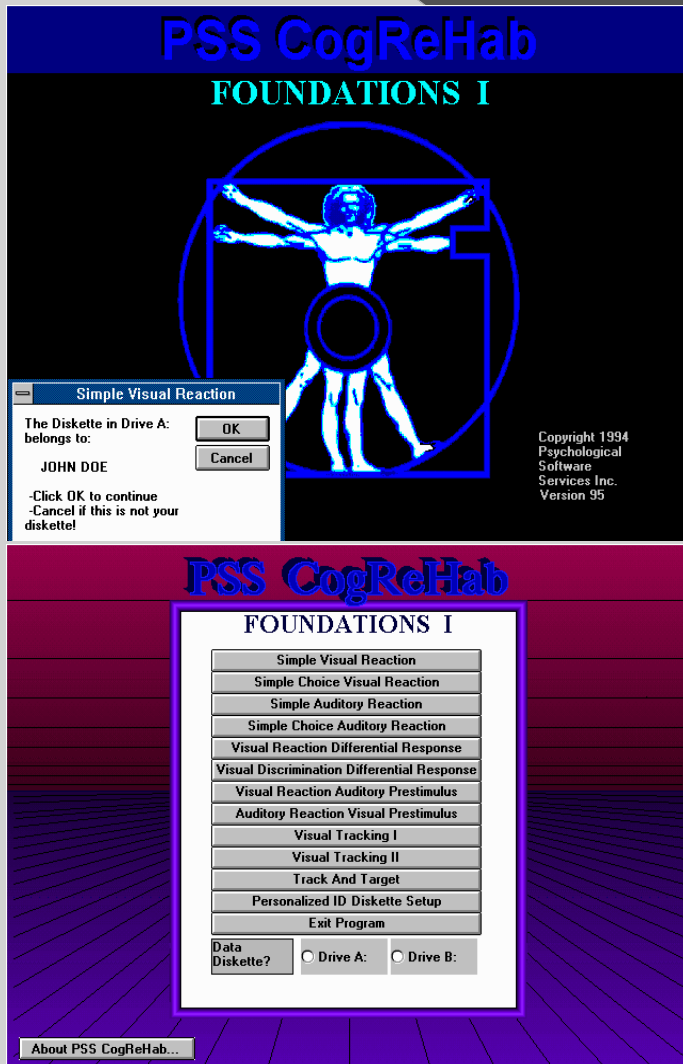 PSS CogReHab
FOUNDATIONS I
Simple Visual Reaction
The Diskette in Drive A:
belongs to:
JOHN DOE
-Click OK to continue
-Cancel if this is not your
diskette!
OK
Cancel
Copyright 1994
Psychological
Software
Services Inc.
Version 95
PSS CogReHab
FOUNDATIONS I
Simple Visual Reaction
Simple Choice Visual Reaction
Simple Auditory Reaction
Simple Choice Auditory Reaction
Visual Reaction Differential Response
Visual Discrimination Differential Response
Visual Reaction Auditory Prestimulus
Auditory Reaction Visual Prestimulus
Visual Tracking I
Visual Tracking II
Track And Target
Personalized ID Diskette Setup
Exit Program
Data
Diskette?
Drive A:
Drive B:
About PSS CogReHab...